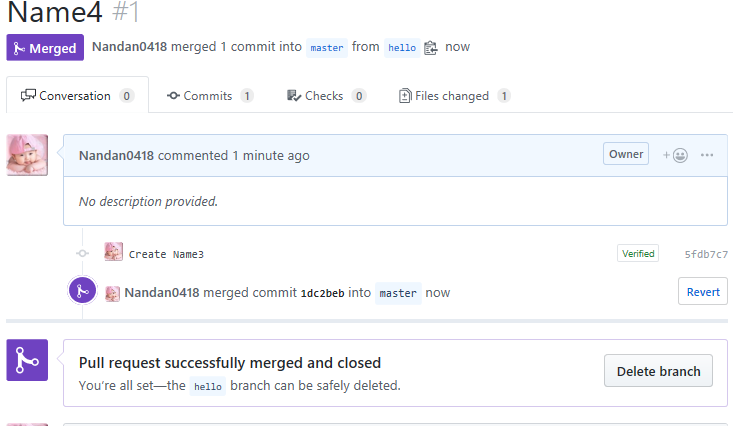 Name4 #1
Merged Nandan0418 merged 1 commit into master from hello now
Conversation 0 Commits 1 Checks 0 Files changed 1
Nandan0418 commented 1 minute ago Owner
No description provided.
Create Name3 Verified 5fdb7c7
Nandan0418 merged commit 1dc2beb into master now Revert
Pull request successfully merged and closed
You’re all set—the hello branch can be safely deleted.
Delete branch